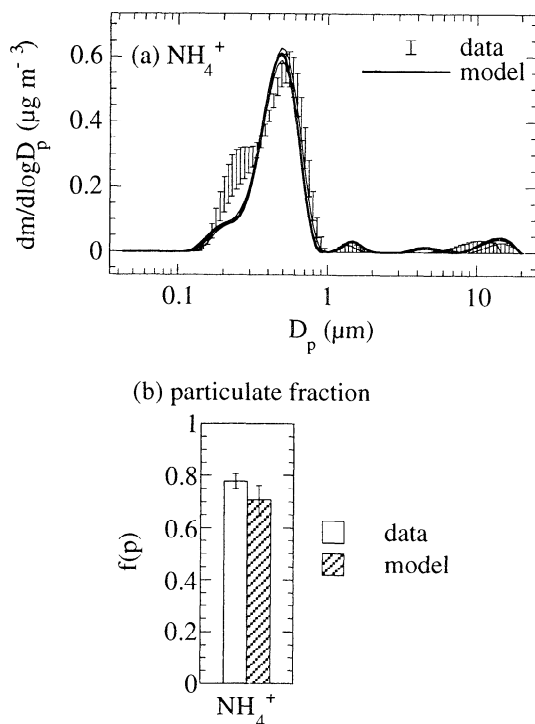 (a) NH₄⁺
data
model
dm/dlogDₚ (µg m⁻³)
0.6
0.4
0.2
0
0.1
1
10
Dₚ (µm)
(b) particulate fraction
f(p)
1
0.8
0.6
0.4
0.2
0
data
model
NH₄⁺